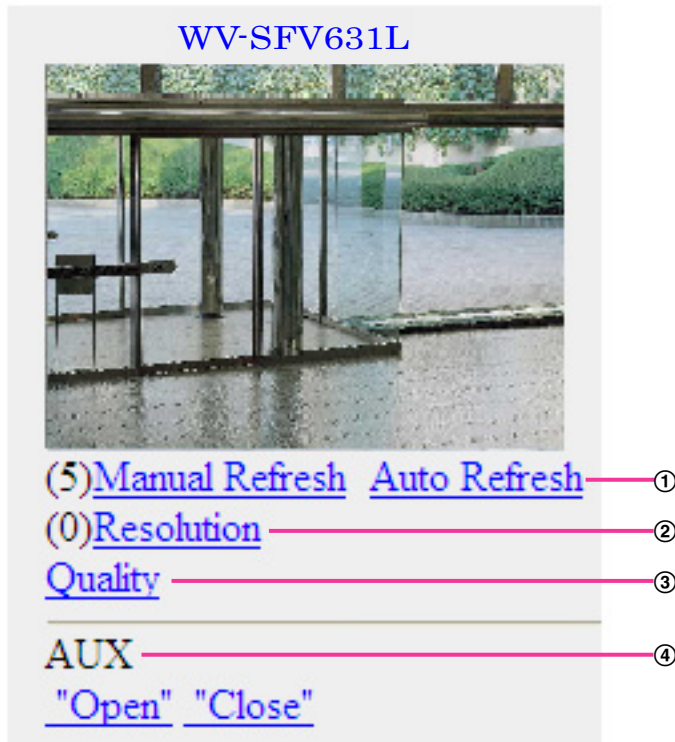 WV-SFV631L
(5)Manual Refresh Auto Refresh ①
(0)Resolution ②
Quality ③
AUX ④
"Open" "Close"